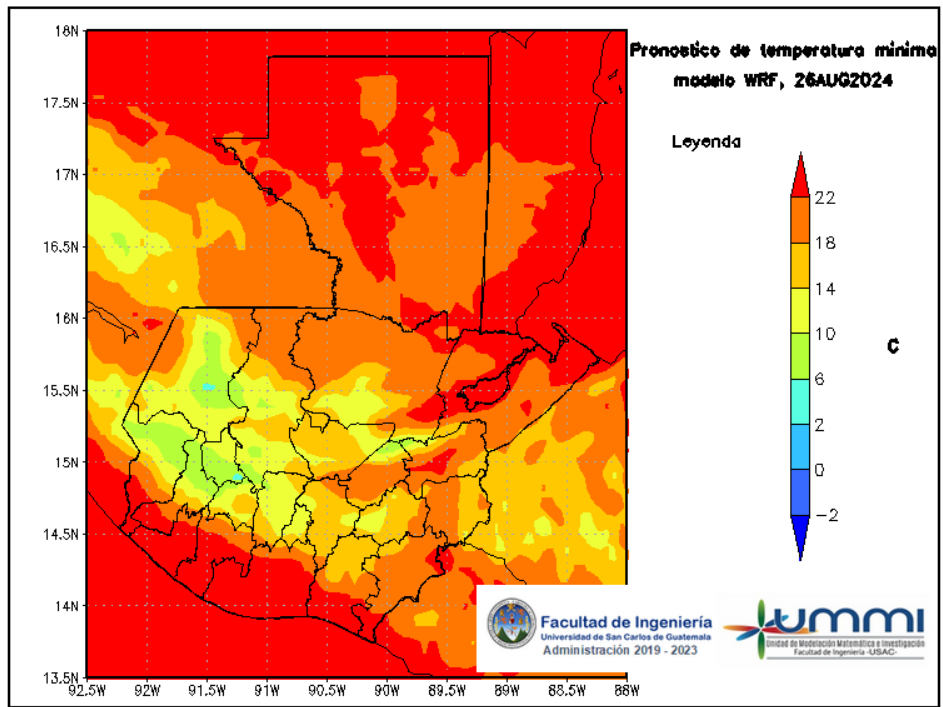 Pronostico de temperatura minima
modelo WRF, 26AUG2024
Leyenda
22
18
14
10
6
2
0
-2
C
18N
17.5N
17N
16.5N
16N
15.5N
15N
14.5N
14N
13.5N
92.5W 92W 91.5W 91W 90.5W 90W 89.5W 89W 88.5W 88W
Facultad de Ingeniería
Universidad de San Carlos de Guatemala
Administración 2019 - 2023
ummi
Unidad de Modelación Matemática e Investigación
Facultad de Ingeniería -USAC-